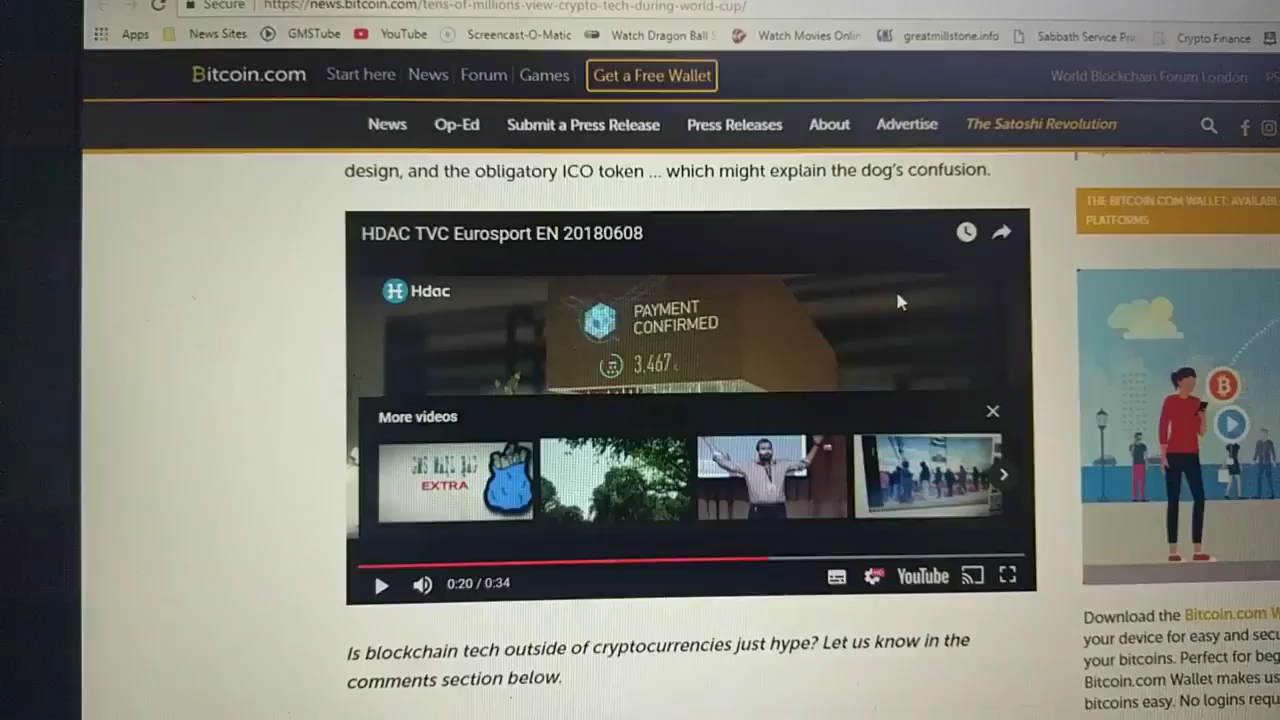 Secure https://news.bitcoin.com/tens-of-millions-view-crypto-tech-during-world-cup/
Apps News Sites GMSTube YouTube Screencast-O-Matic Watch Dragon Ball S Watch Movies Onlin greatmillstone.info Sabbath Service Pro Crypto Finance
Bitcoin.com Start here News Forum Games Get a Free Wallet World Blockchain Forum London
News Op-Ed Submit a Press Release Press Releases About Advertise The Satoshi Revolution
design, and the obligatory ICO token ... which might explain the dog's confusion.
THE BITCOIN.COM WALLET: AVAILABL
PLATFORMS
HDAC TVC Eurosport EN 20180608
Hdac
PAYMENT
CONFIRMED
3.467
More videos
EXTRA
0:20 / 0:34
YouTube
Is blockchain tech outside of cryptocurrencies just hype? Let us know in the
comments section below.
Download the Bitcoin.com W
your device for easy and secu
your bitcoins. Perfect for beg
Bitcoin.com Wallet makes us
bitcoins easy. No logins requ